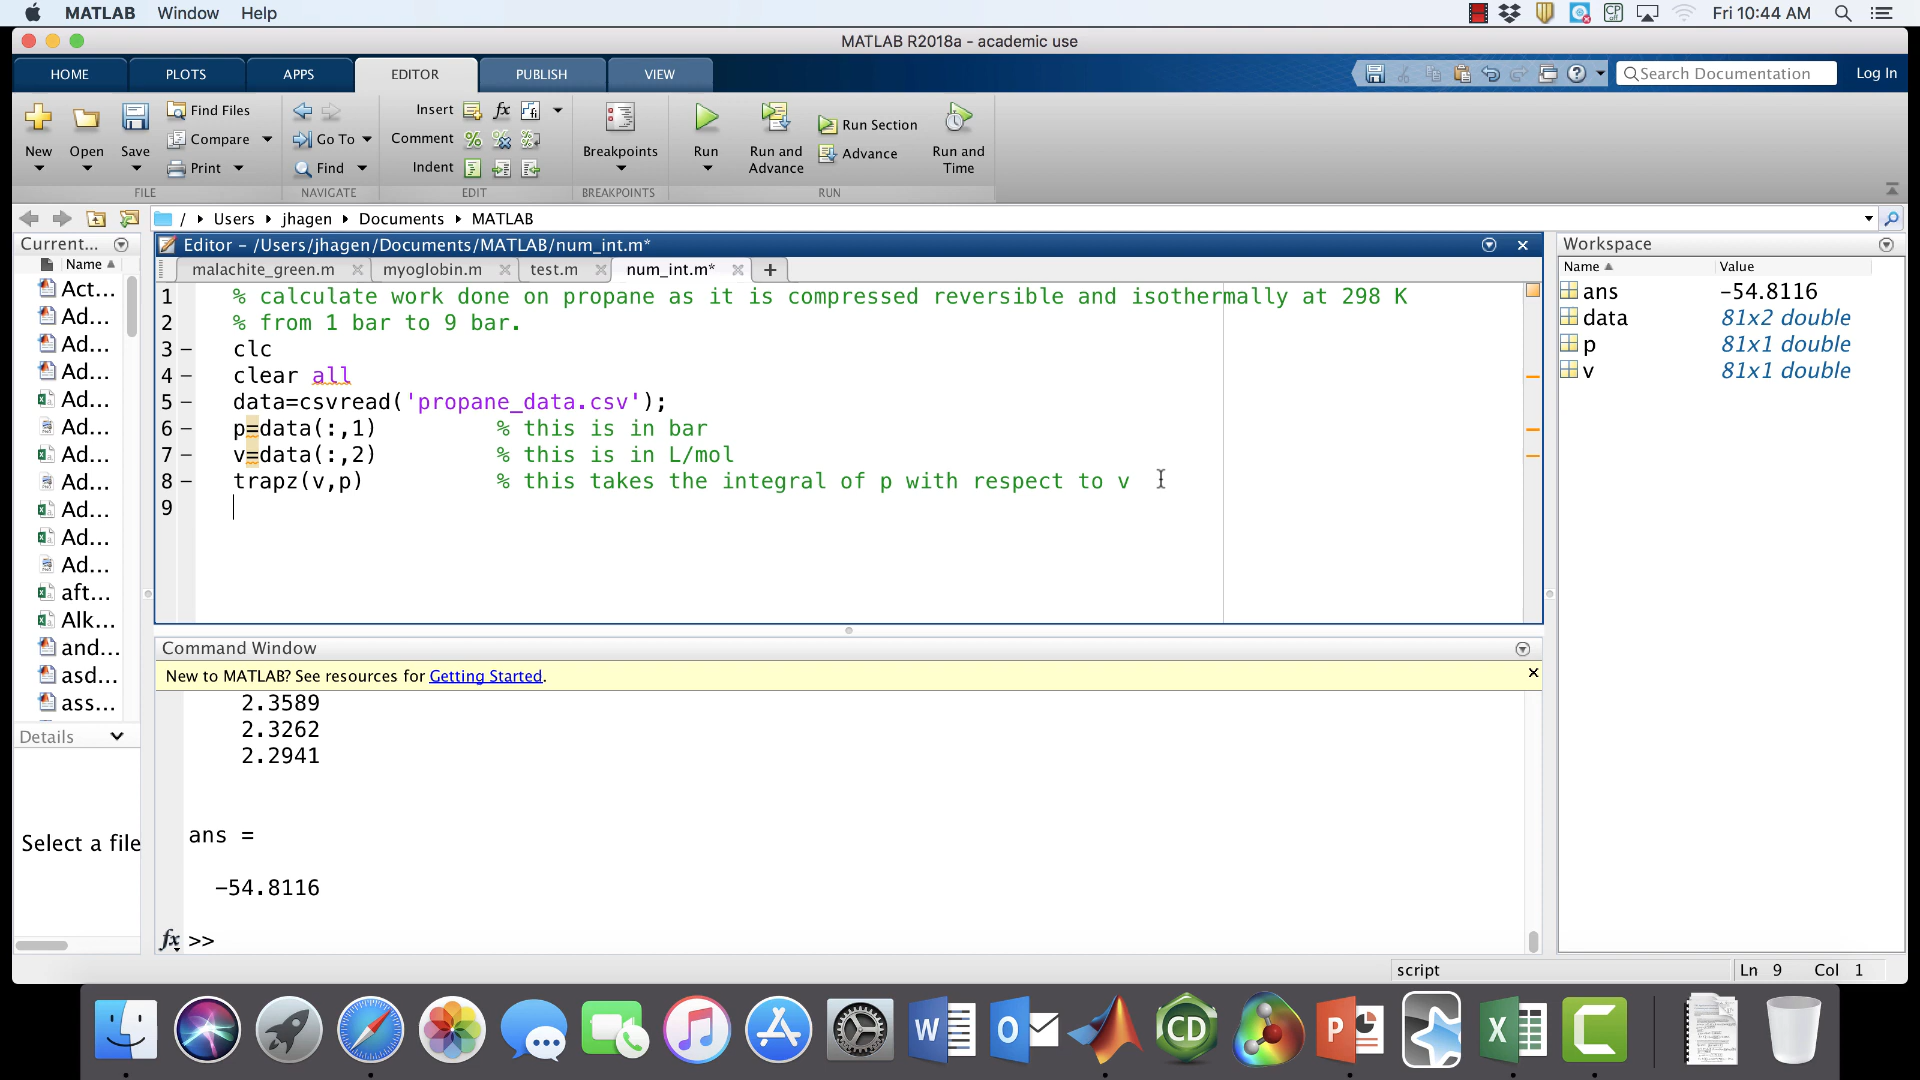 MATLAB Window Help Fri 10:44 AM
MATLAB R2018a - academic use
HOME PLOTS APPS EDITOR PUBLISH VIEW Search Documentation Log In
New Open Save Find Files Compare Print Go To Find Insert Comment Indent Breakpoints Run Run and Advance Run Section Advance Run and Time
FILE NAVIGATE EDIT BREAKPOINTS RUN
/ Users jhagen Documents MATLAB
Current...
Name
Act...
Ad...
Ad...
Ad...
Ad...
Ad...
Ad...
Ad...
Ad...
Ad...
Ad...
aft...
Alk...
and...
asd...
ass...
Details
Select a file
Editor - /Users/jhagen/Documents/MATLAB/num_int.m*
malachite_green.m myoglobin.m test.m num_int.m* +
1 % calculate work done on propane as it is compressed reversible and isothermally at 298 K
2 % from 1 bar to 9 bar.
3 - clc
4 - clear all
5 - data=csvread('propane_data.csv');
6 - p=data(:,1) % this is in bar
7 - v=data(:,2) % this is in L/mol
8 - trapz(v,p) % this takes the integral of p with respect to v
9
Command Window
New to MATLAB? See resources for Getting Started.
2.3589
2.3262
2.2941
ans =
-54.8116
fx >>
Workspace
Name Value
ans -54.8116
data 81x2 double
p 81x1 double
v 81x1 double
script Ln 9 Col 1